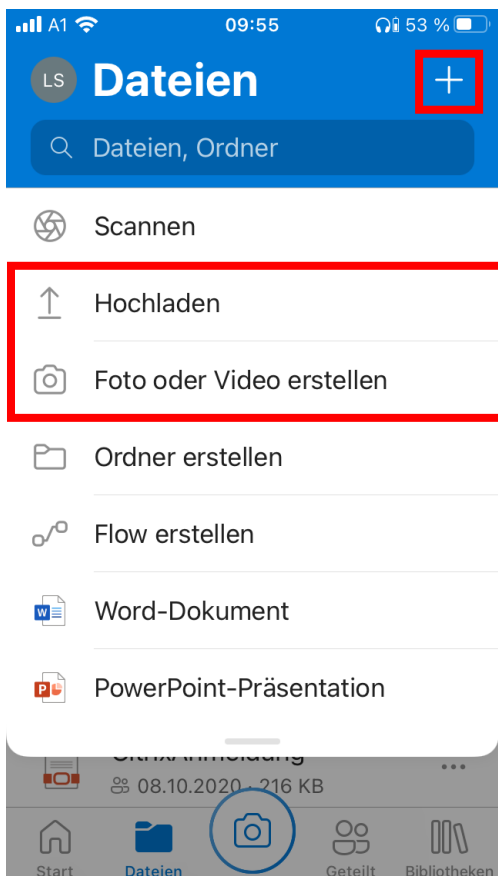 A1 09:55 53 %
LS Dateien
Dateien, Ordner
Scannen
Hochladen
Foto oder Video erstellen
Ordner erstellen
Flow erstellen
Word-Dokument
PowerPoint-Präsentation
CitrixAnmeldung
08.10.2020 · 216 KB
Start Dateien Geteilt Bibliotheken